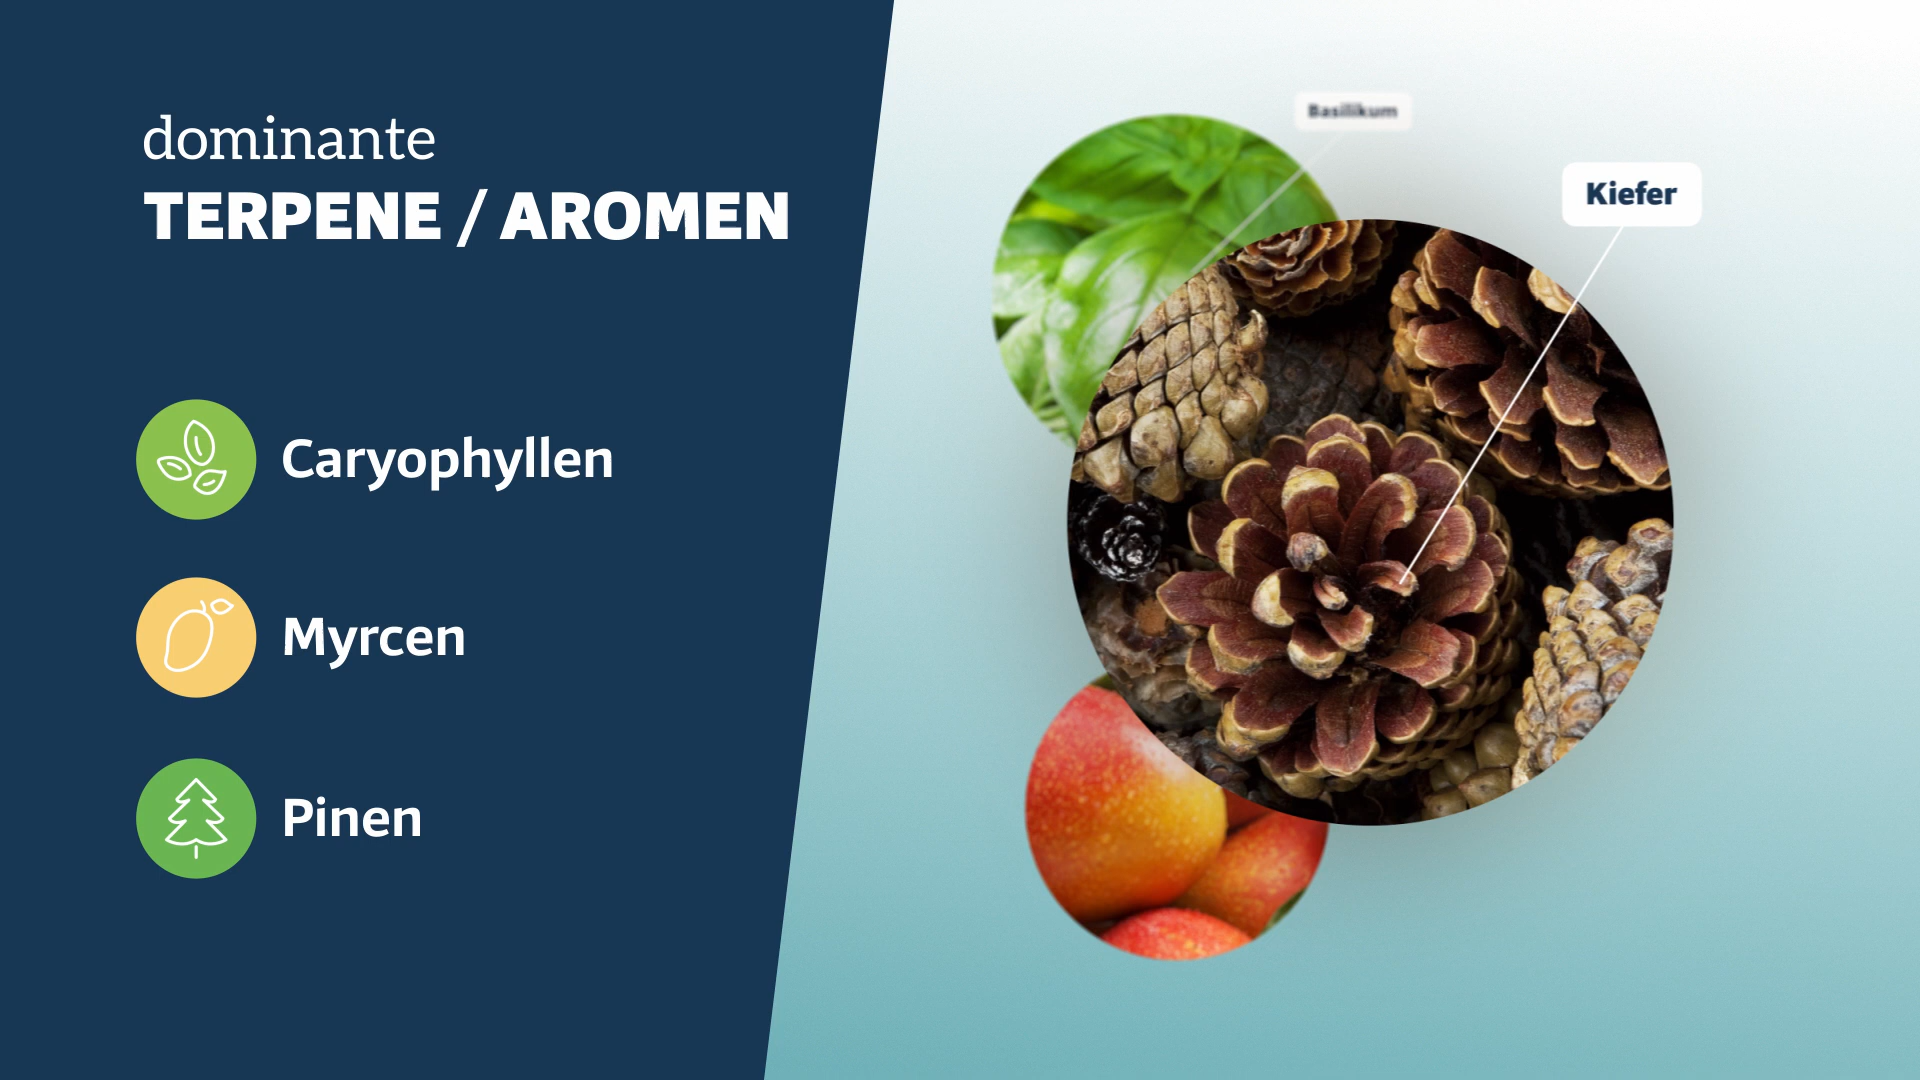 dominante
TERPENE / AROMEN
Caryophyllen
Myrcen
Pinen
Basilikum
Kiefer